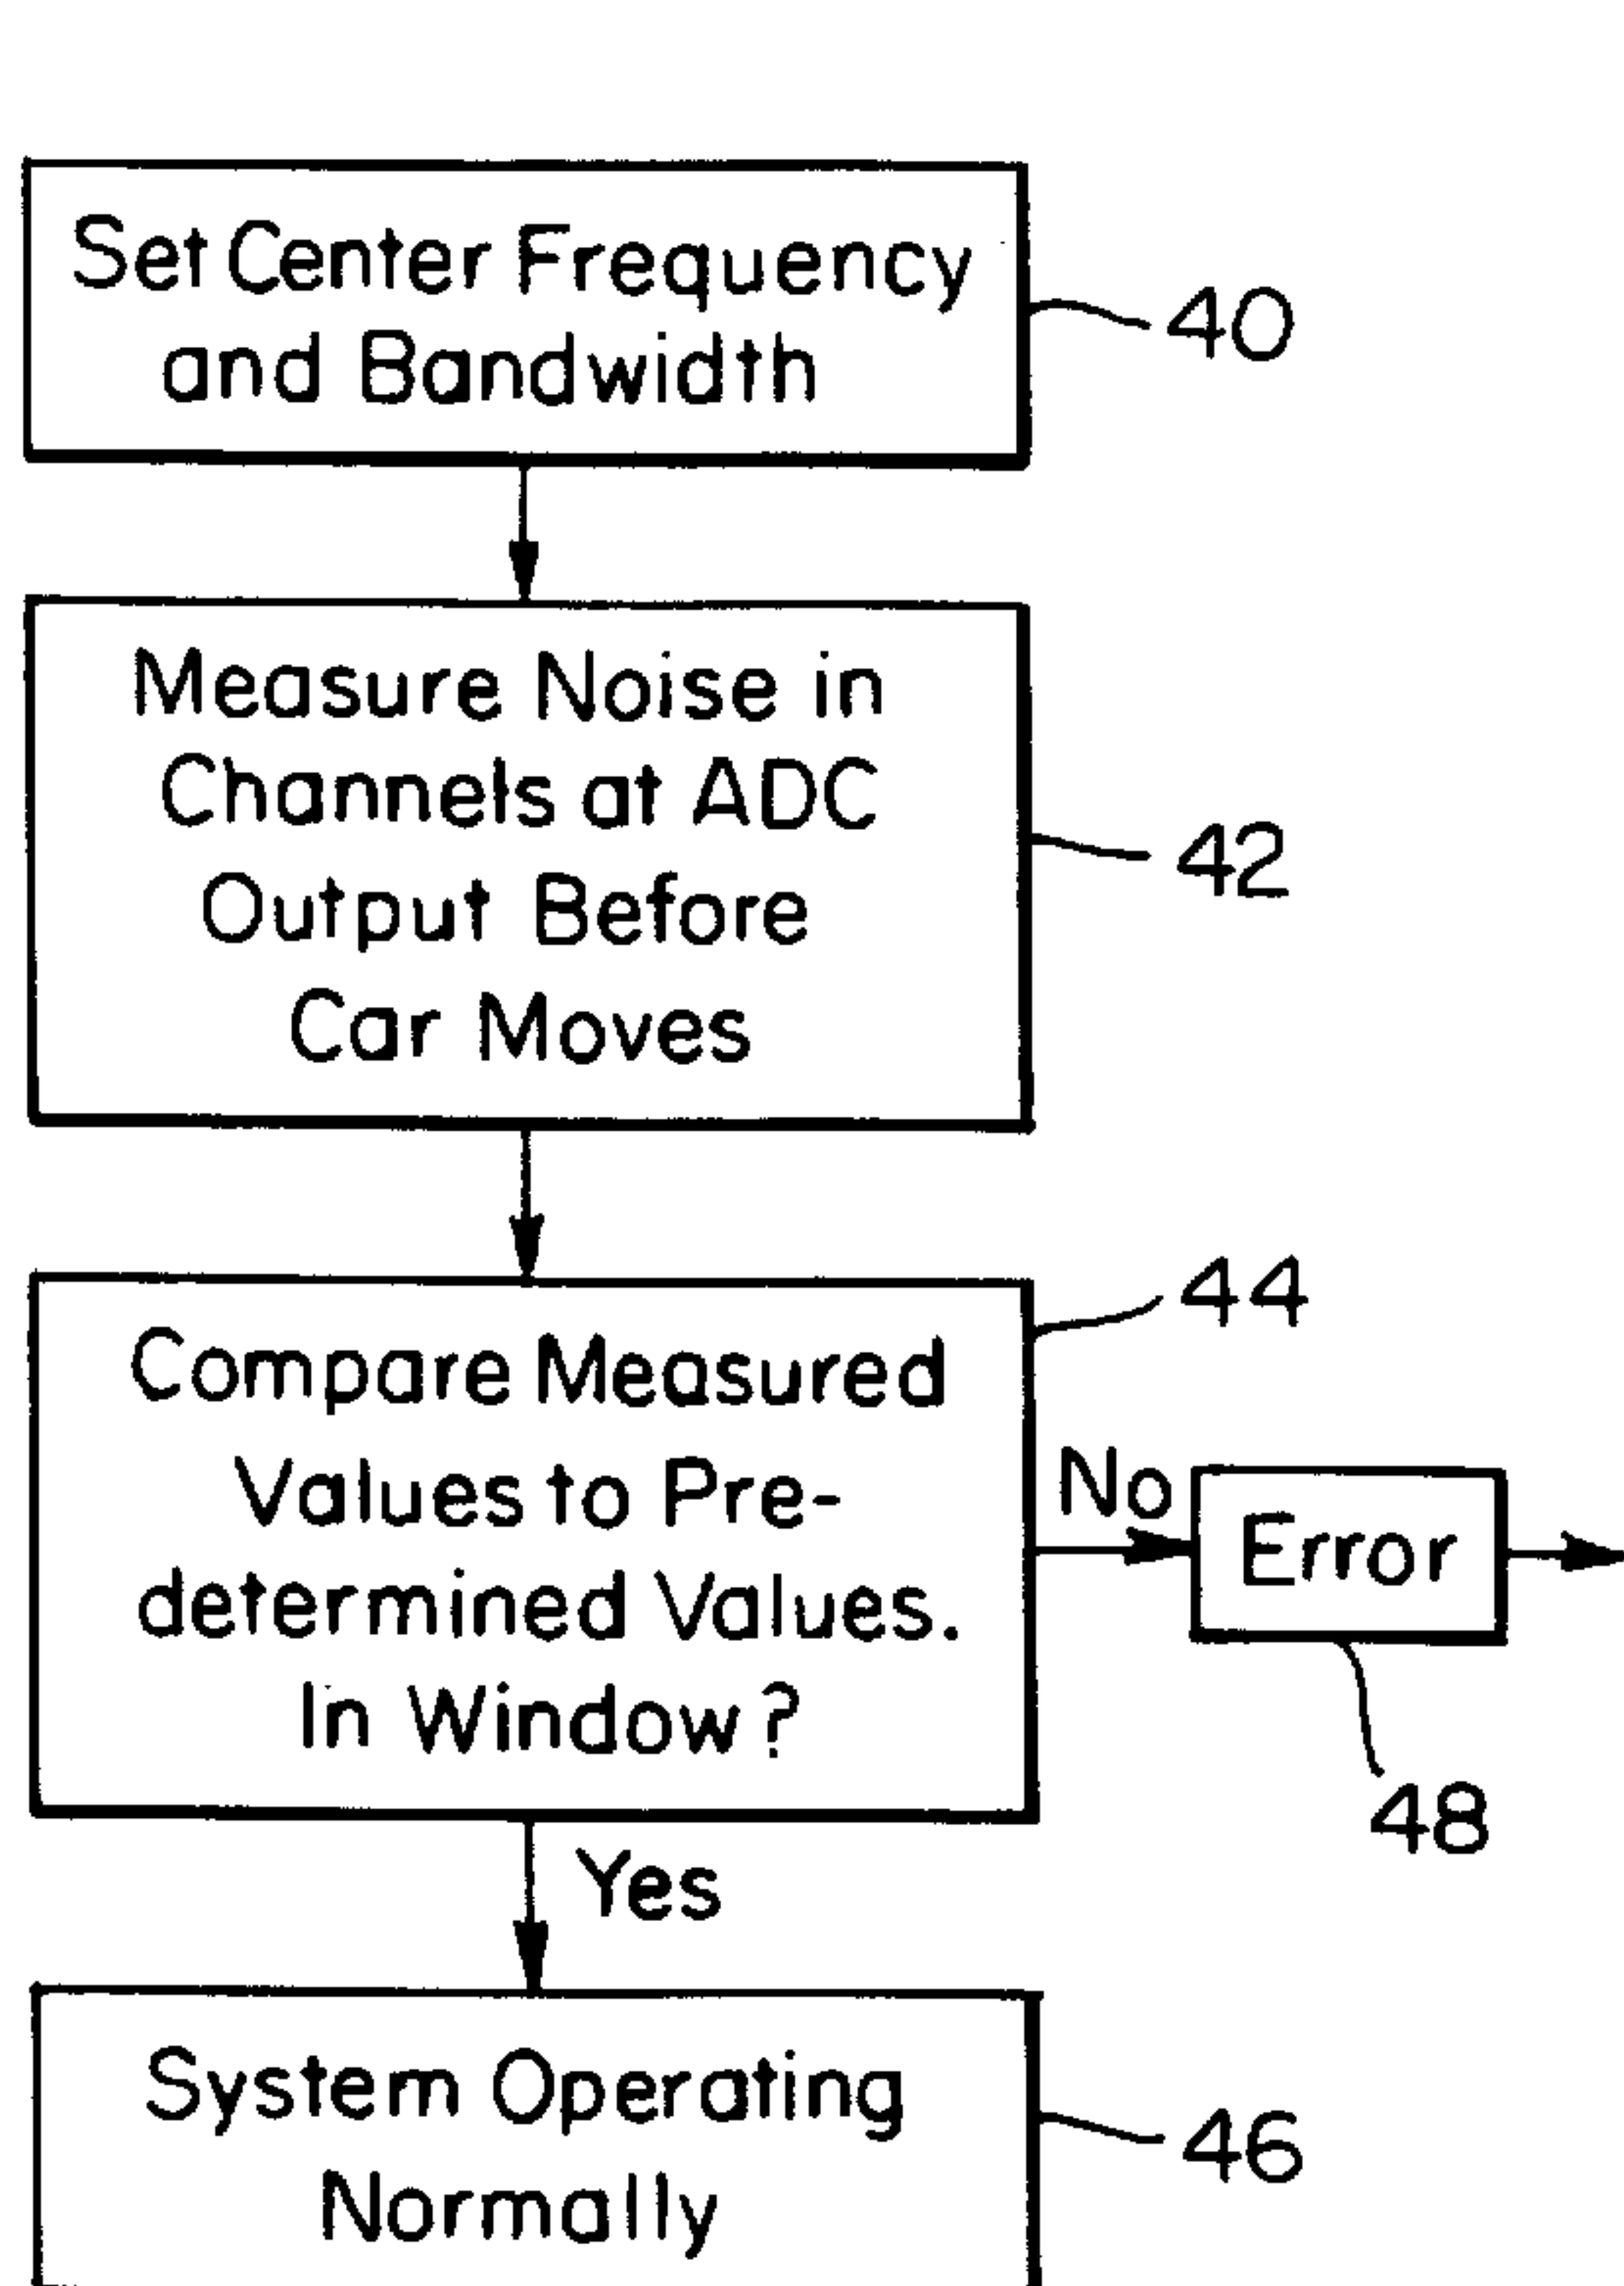 Set Center Frequency
and Bandwidth
40
Measure Noise in
Channels at ADC
Output Before
Car Moves
42
Compare Measured
Values to Pre-
determined Values.
In Window?
44
No
Error
48
Yes
System Operating
Normally
46